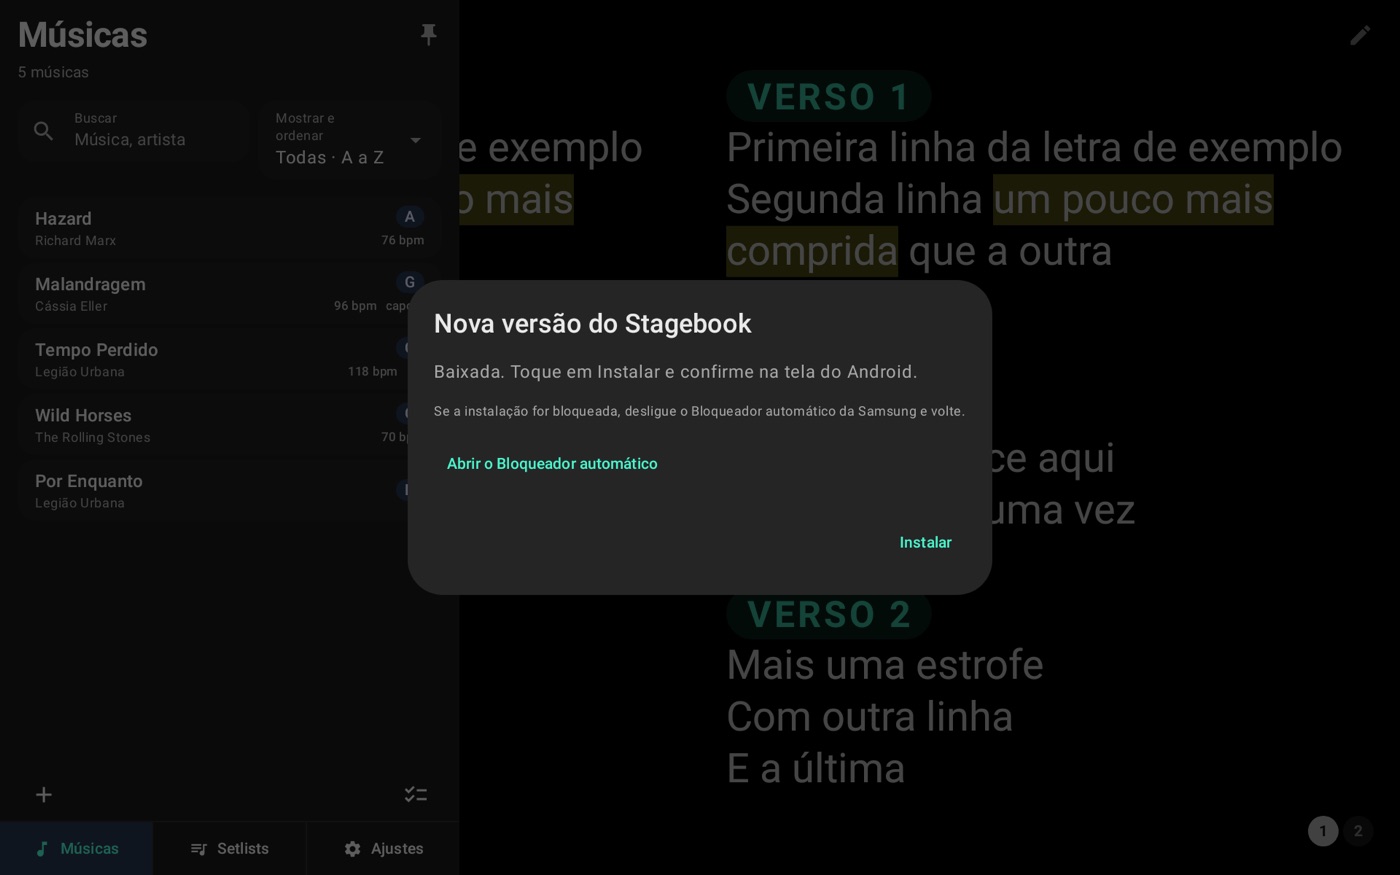 Músicas
5 músicas
Buscar
Música, artista
Mostrar e
ordenar
Todas · A a Z
Hazard
A
Richard Marx
76 bpm
Malandragem
G
Cássia Eller
96 bpm
Tempo Perdido
Legião Urbana
118 bpm
Wild Horses
The Rolling Stones
Por Enquanto
Legião Urbana
Músicas
Setlists
Ajustes
e exemplo
o mais
VERSO 1
Primeira linha da letra de exemplo
Segunda linha um pouco mais
comprida que a outra
Nova versão do Stagebook
Baixada. Toque em Instalar e confirme na tela do Android.
Se a instalação for bloqueada, desligue o Bloqueador automático da Samsung e volte.
Abrir o Bloqueador automático
Instalar
aqui
uma vez
VERSO 2
Mais uma estrofe
Com outra linha
E a última
1 2